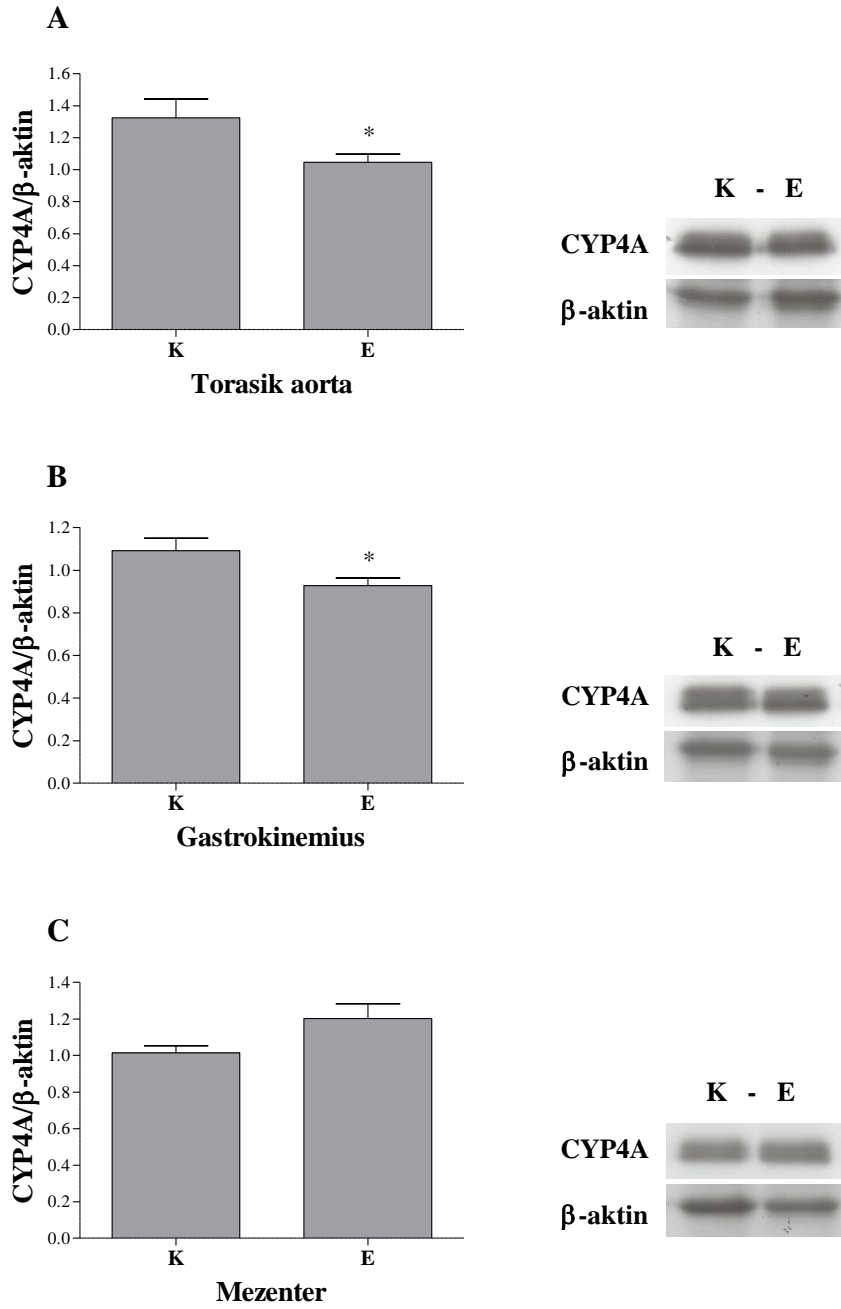 A
CYP4A/β-aktin
1.6
1.4
1.2
1.0
0.8
0.6
0.4
0.2
0.0
*
K
E
Torasik aorta
K - E
CYP4A
β-aktin
B
CYP4A/β-aktin
1.2
1.0
0.8
0.6
0.4
0.2
0.0
*
K
E
Gastrokinemius
K - E
CYP4A
β-aktin
C
CYP4A/β-aktin
1.4
1.2
1.0
0.8
0.6
0.4
0.2
0.0
K
E
Mezenter
K - E
CYP4A
β-aktin